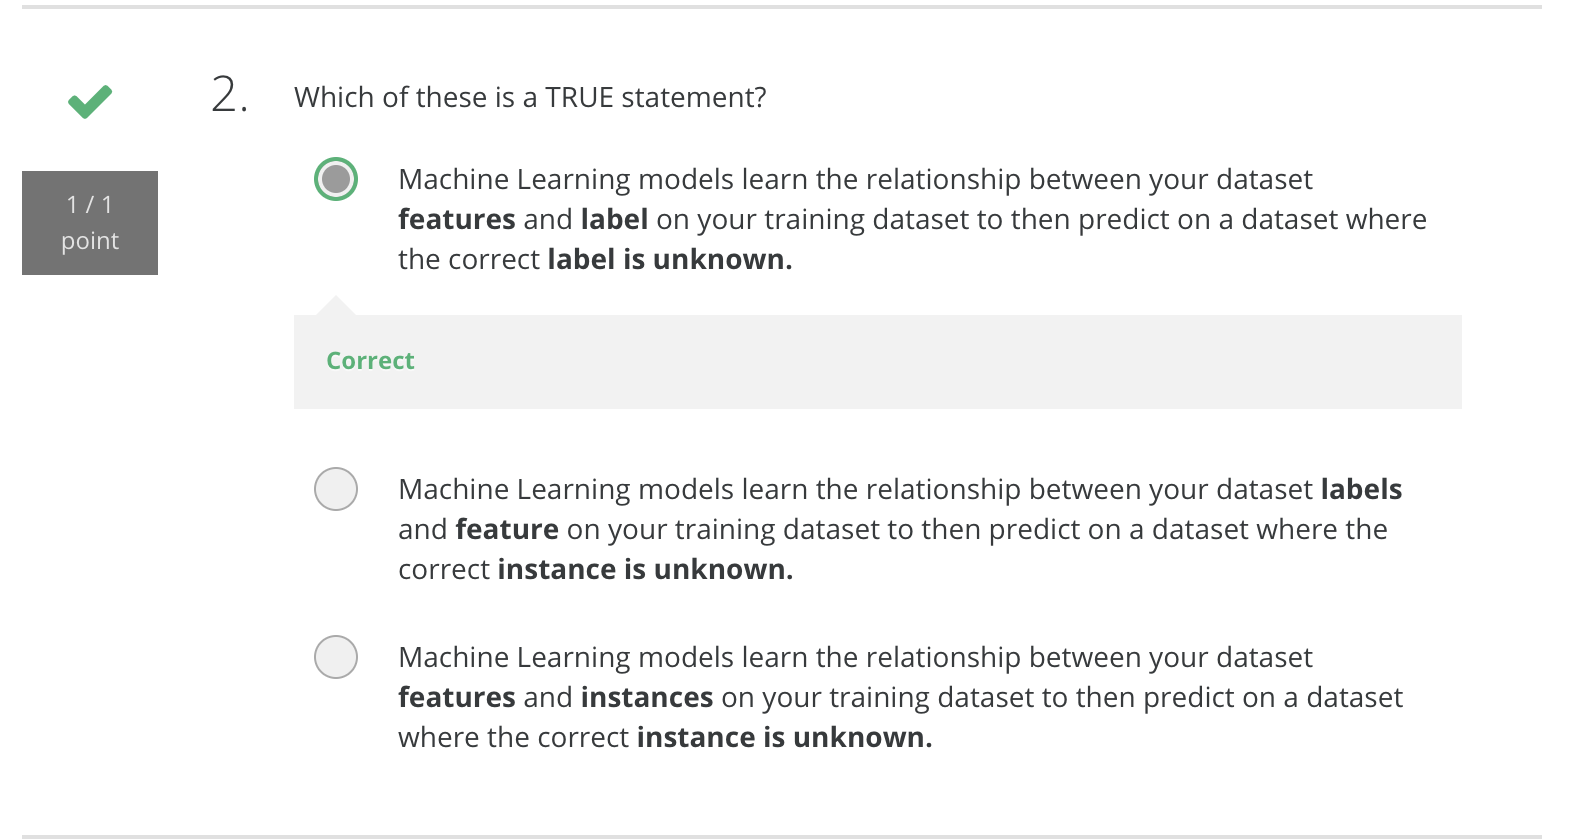 2. Which of these is a TRUE statement?
1 / 1
point
Machine Learning models learn the relationship between your dataset
features and label on your training dataset to then predict on a dataset where
the correct label is unknown.
Correct
Machine Learning models learn the relationship between your dataset labels
and feature on your training dataset to then predict on a dataset where the
correct instance is unknown.
Machine Learning models learn the relationship between your dataset
features and instances on your training dataset to then predict on a dataset
where the correct instance is unknown.